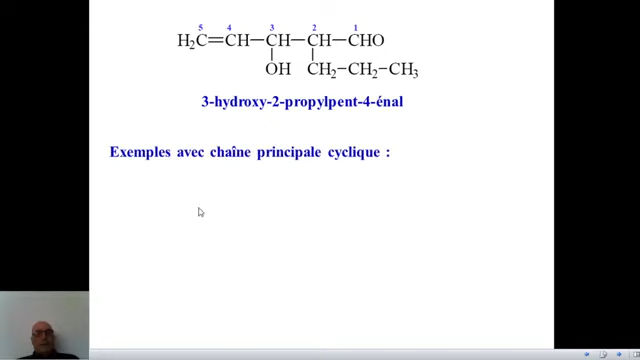 5 4 3 2 1
H2C=CH—CH—CH—CHO
OH CH2—CH2—CH3
3-hydroxy-2-propylpent-4-énal
Exemples avec chaîne principale cyclique :